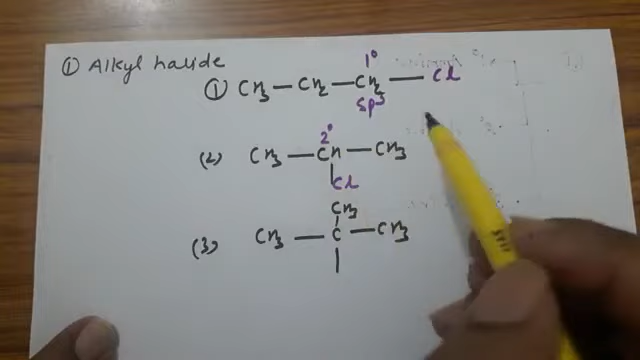 ① Alkyl halide
1°
① CH₃ — CH₂ — CH₂ — Cl
sp³
2°
(2) CH₃ — CH — CH₃
Cl
CH₃
(3) CH₃ — C — CH₃